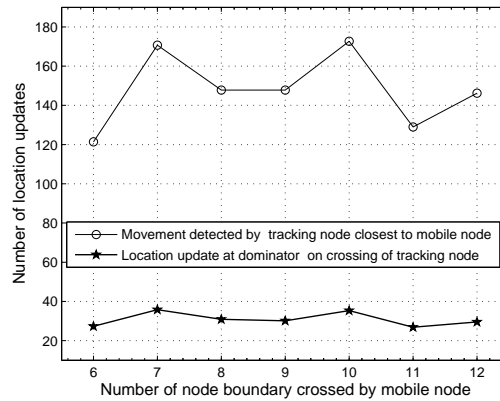 180
160
140
120
100
80
60
40
20
Number of location updates
Movement detected by tracking node closest to mobile node
Location update at dominator on crossing of tracking node
6 7 8 9 10 11 12
Number of node boundary crossed by mobile node